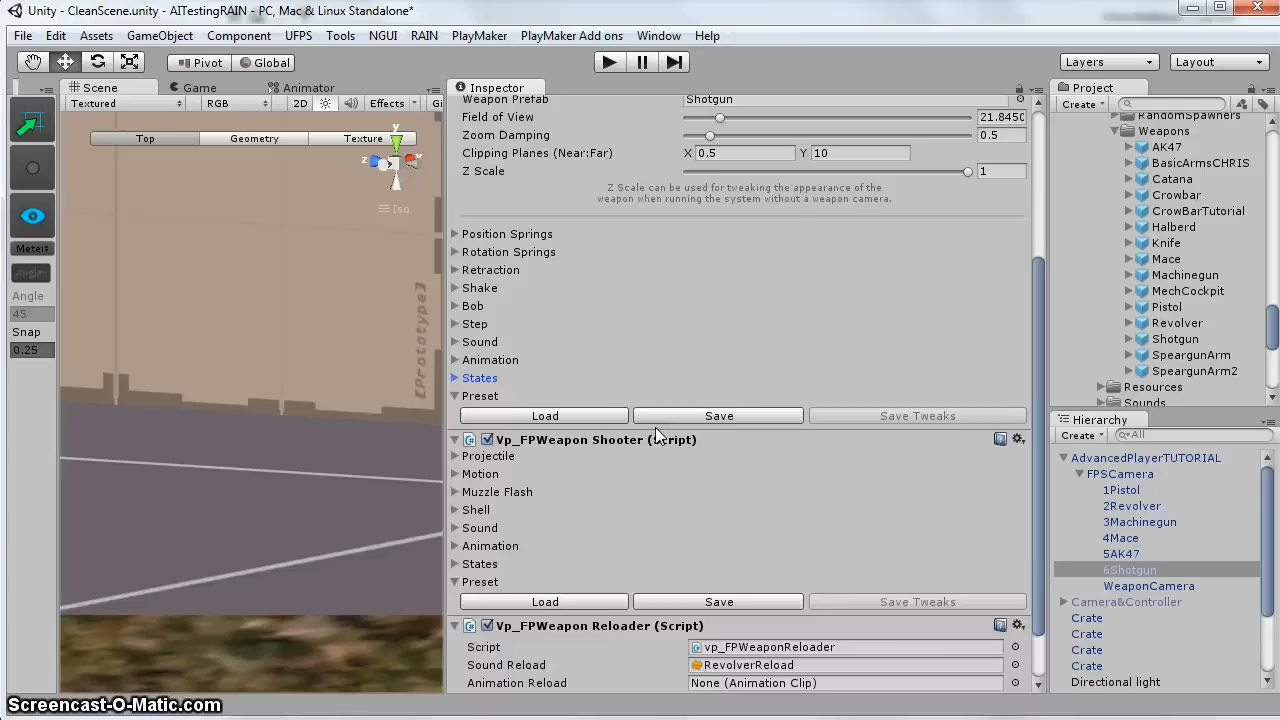 Unity - CleanScene.unity - AITestingRAIN - PC, Mac & Linux Standalone*
File Edit Assets GameObject Component UFPS Tools NGUI RAIN PlayMaker PlayMaker Add ons Window Help
Pivot Global Layers Layout
Scene Game Animator
Textured RGB 2D Effects Gi
Top Geometry Texture
y
z x
Iso
[Prototype]
Meter
Angle
Angle
45
Snap
0.25
Inspector
Weapon Prefab Shotgun
Field of View 21.8450
Zoom Damping 0.5
Clipping Planes (Near:Far) X 0.5 Y 10
Z Scale 1
Z Scale can be used for tweaking the appearance of the
weapon when running the system without a weapon camera.
Position Springs
Rotation Springs
Retraction
Shake
Bob
Step
Sound
Animation
States
Preset
Load Save Save Tweaks
Vp_FPWeapon Shooter (Script)
Projectile
Motion
Muzzle Flash
Shell
Sound
Animation
States
Preset
Load Save Save Tweaks
Vp_FPWeapon Reloader (Script)
Script vp_FPWeaponReloader
Sound Reload RevolverReload
Animation Reload None (Animation Clip)
Project
Create
RandomSpawners
Weapons
AK47
BasicArmsCHRIS
Catana
Crowbar
CrowBarTutorial
Halberd
Knife
Mace
Machinegun
MechCockpit
Pistol
Revolver
Shotgun
SpeargunArm
SpeargunArm2
Resources
Sounds
Hierarchy
Create All
AdvancedPlayerTUTORIAL
FPSCamera
1Pistol
2Revolver
3Machinegun
4Mace
5AK47
6Shotgun
WeaponCamera
Camera&Controller
Crate
Crate
Crate
Crate
Directional light
Screencast-O-Matic.com